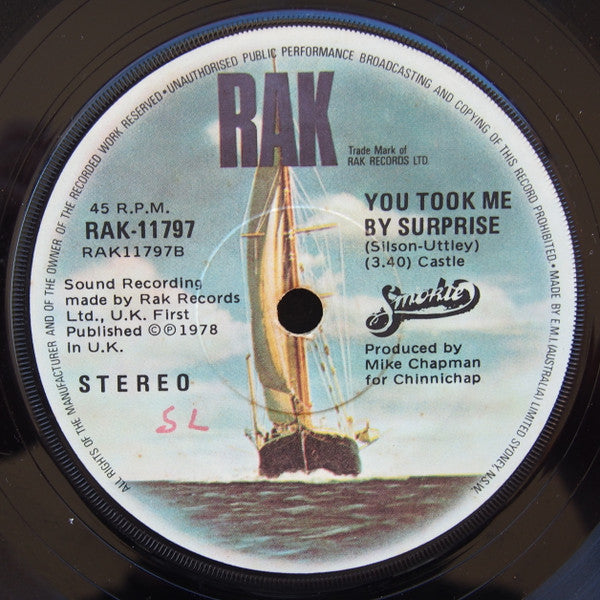 ALL RIGHTS OF THE MANUFACTURER AND OF THE OWNER OF THE RECORDED WORK RESERVED • UNAUTHORISED PUBLIC PERFORMANCE BROADCASTING AND COPYING OF THIS RECORD PROHIBITED • MADE BY E.M.I. (AUSTRALIA) LIMITED SYDNEY, N.S.W.
RAK
Trade Mark of
RAK RECORDS LTD
45 R.P.M.
RAK-11797
RAK11797B
YOU TOOK ME
BY SURPRISE
(Silson-Uttley)
(3.40) Castle
Sound Recording
made by Rak Records
Ltd., U.K. First
Published ©℗1978
In U.K.
Smokie
Produced by
Mike Chapman
for Chinnichap
STEREO
SL